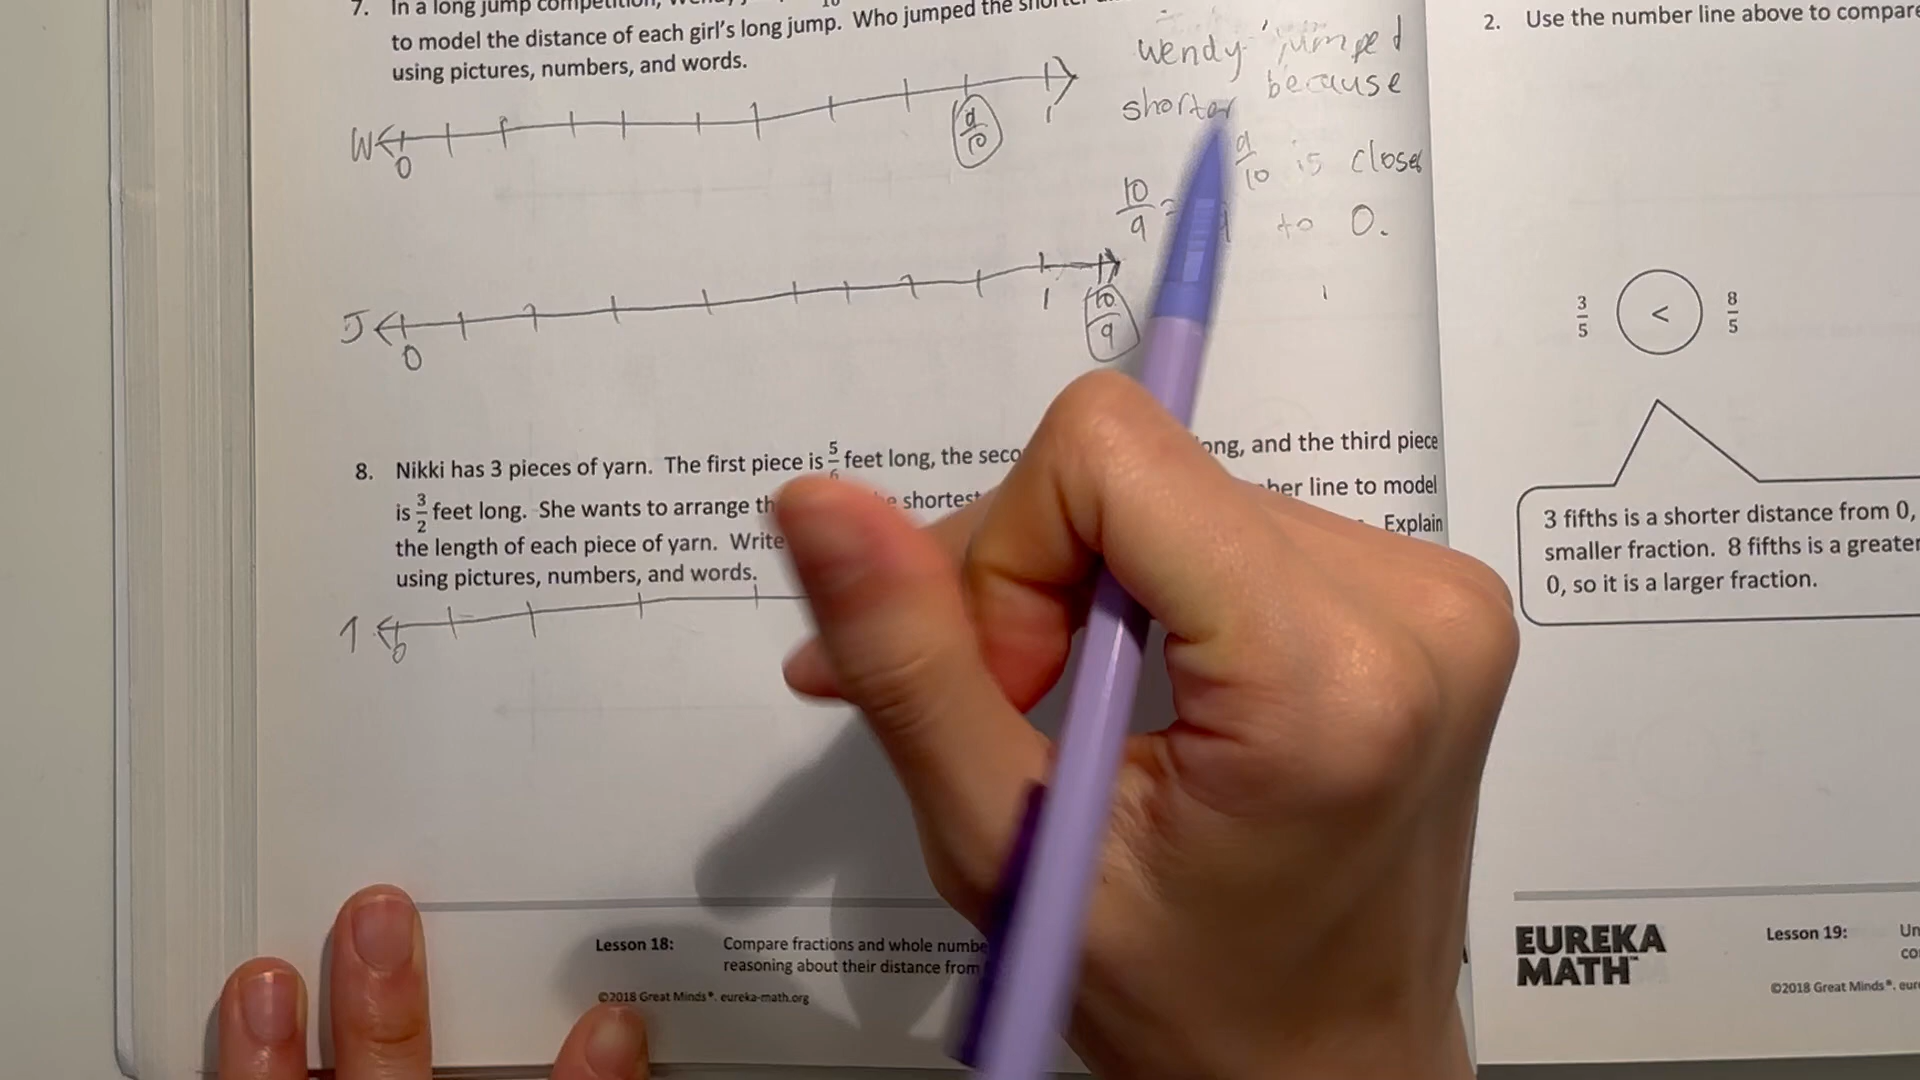 7. In a long jump competition,
to model the distance of each girl's long jump. Who jumped the
using pictures, numbers, and words.
W 0 9/10 1
Wendy jumped
shorter because
9/10 is closer
10/9 = to 0.
J 0 1 10/9
8. Nikki has 3 pieces of yarn. The first piece is 5/6 feet long, the long, and the third piece
is 3/2 feet long. She wants to arrange shortest line to model
the length of each piece of yarn. Write Explain
using pictures, numbers, and words.
1 0
Lesson 18: Compare fractions and whole
reasoning about their distance from
©2018 Great Minds®. eureka-math.org
2. Use the number line above to compare
3/5 < 8/5
3 fifths is a shorter distance from 0,
smaller fraction. 8 fifths is a greater
0, so it is a larger fraction.
EUREKA
MATH™
Lesson 19:
©2018 Great Minds®.